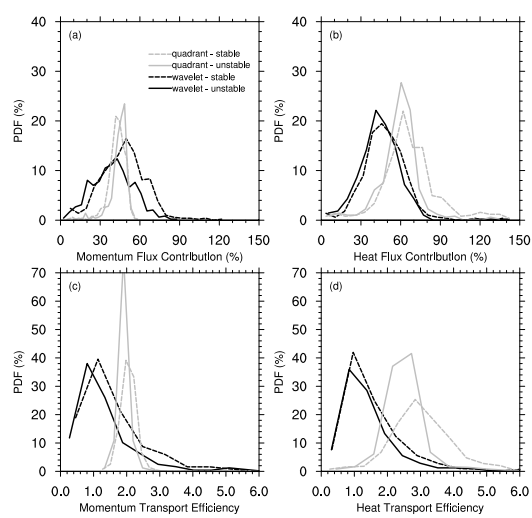 40
30
20
10
0
PDF (%)
(a)
quadrant - stable
quadrant - unstable
wavelet - stable
wavelet - unstable
0 30 60 90 120 150
Momentum Flux Contribution (%)
40
30
20
10
0
PDF (%)
(b)
0 30 60 90 120 150
Heat Flux Contribution (%)
70
60
50
40
30
20
10
0
PDF (%)
(c)
0.0 1.0 2.0 3.0 4.0 5.0 6.0
Momentum Transport Efficiency
70
60
50
40
30
20
10
0
PDF (%)
(d)
0.0 1.0 2.0 3.0 4.0 5.0 6.0
Heat Transport Efficiency